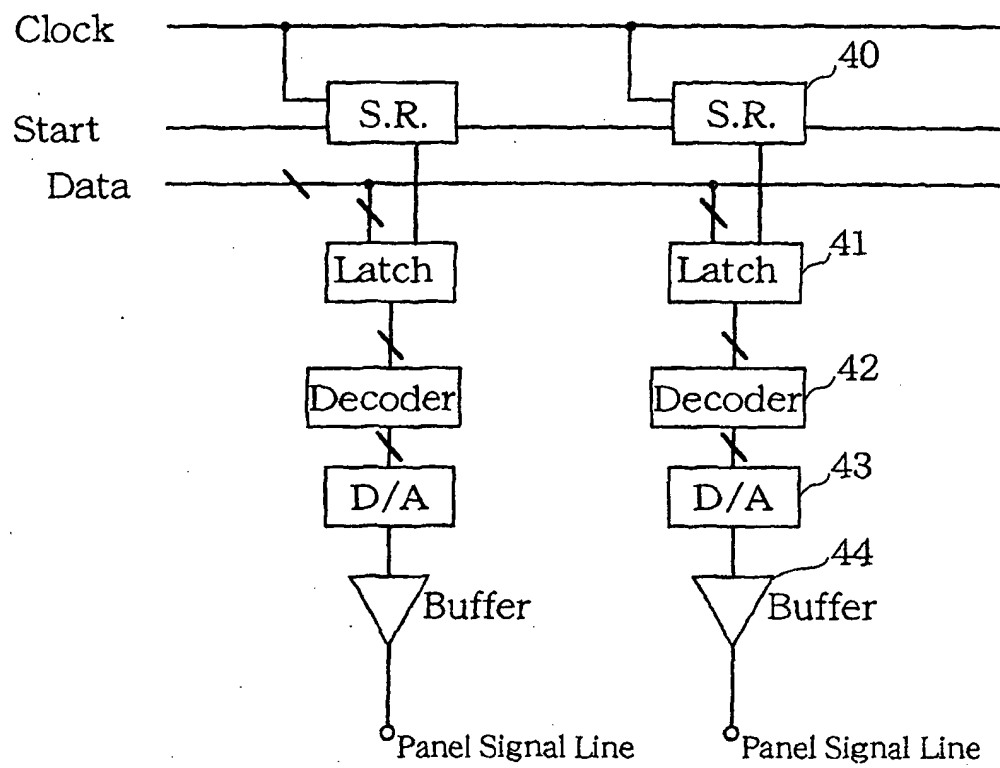 Clock
40
S.R. S.R.
Start
Data
41
Latch Latch
42
Decoder Decoder
43
D/A D/A
44
Buffer Buffer
Panel Signal Line Panel Signal Line